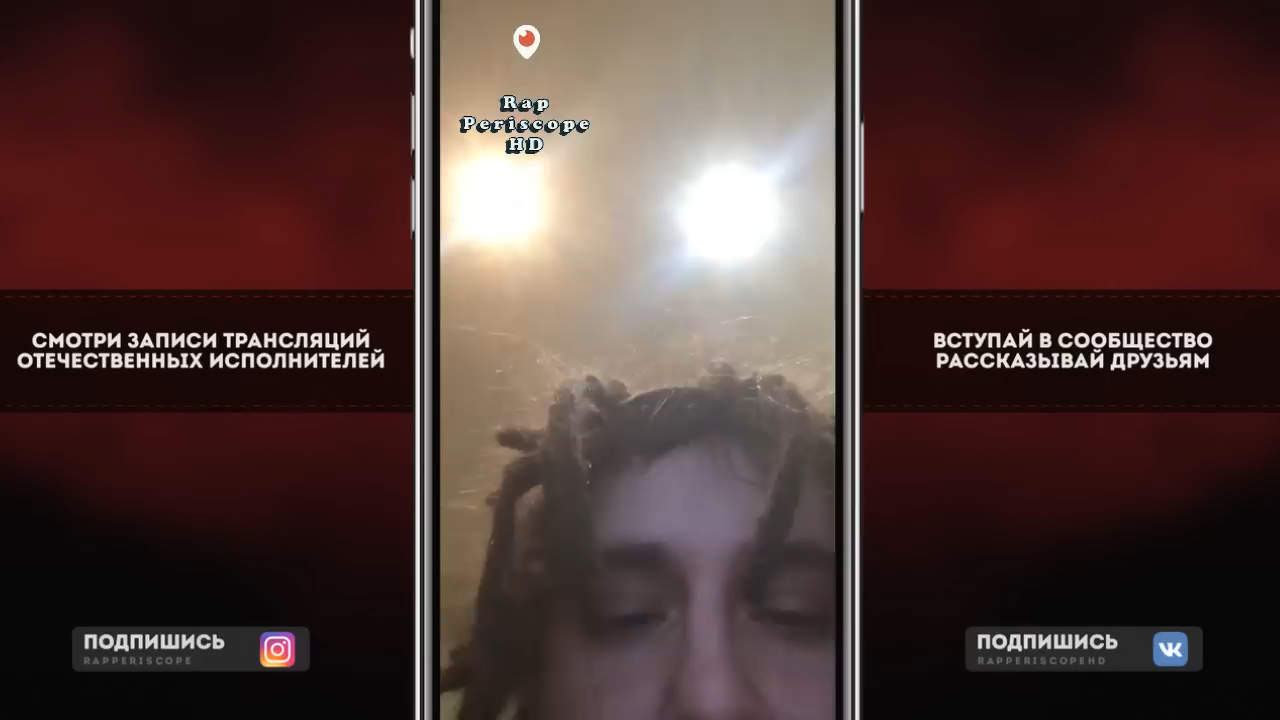 Rap
Periscope
HD
СМОТРИ ЗАПИСИ ТРАНСЛЯЦИЙ
ОТЕЧЕСТВЕННЫХ ИСПОЛНИТЕЛЕЙ
ВСТУПАЙ В СООБЩЕСТВО
РАССКАЗЫВАЙ ДРУЗЬЯМ
ПОДПИШИСЬ
RAPPERISCOPE
ПОДПИШИСЬ
RAPPERISCOPEHD